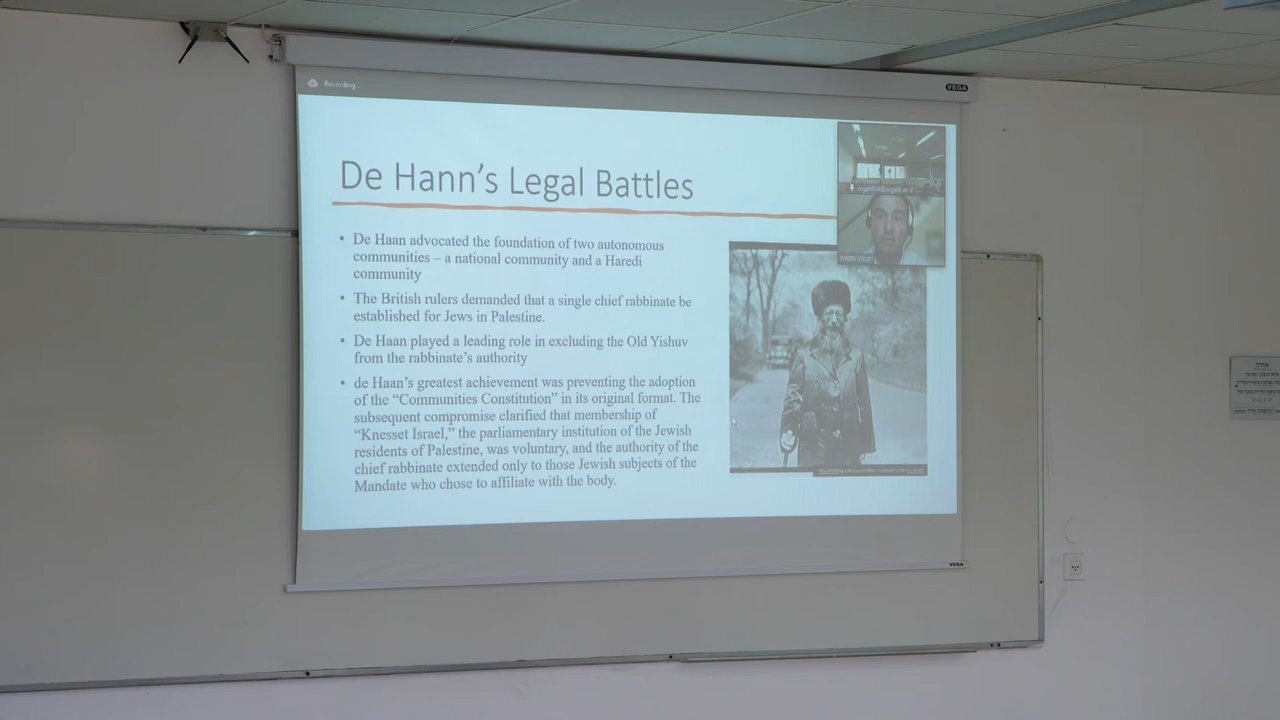 Recording...
VEGA
De Hann's Legal Battles
• De Haan advocated the foundation of two autonomous
communities – a national community and a Haredi
community
• The British rulers demanded that a single chief rabbinate be
established for Jews in Palestine.
• De Haan played a leading role in excluding the Old Yishuv
from the rabbinate's authority
• de Haan's greatest achievement was preventing the adoption
of the "Communities Constitution" in its original format. The
subsequent compromise clarified that membership of
"Knesset Israel," the parliamentary institution of the Jewish
residents of Palestine, was voluntary, and the authority of the
chief rabbinate extended only to those Jewish subjects of the
Mandate who chose to affiliate with the body.
VEGA